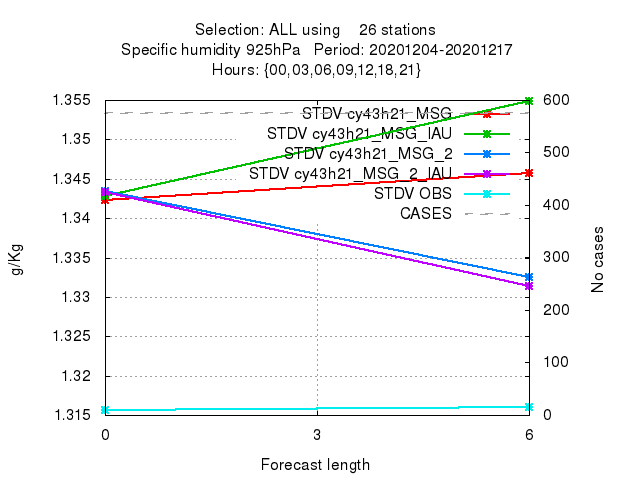 Selection: ALL using 26 stations
Specific humidity 925hPa Period: 20201204-20201217
Hours: {00,03,06,09,12,18,21}
1.355
1.35
1.345
1.34
1.335
1.33
1.325
1.32
1.315
g/Kg
STDV cy43h21_MSG
STDV cy43h21_MSG_IAU
STDV cy43h21_MSG_2
STDV cy43h21_MSG_2_IAU
STDV OBS
CASES
600
500
400
300
200
100
0
No cases
0 3 6
Forecast length